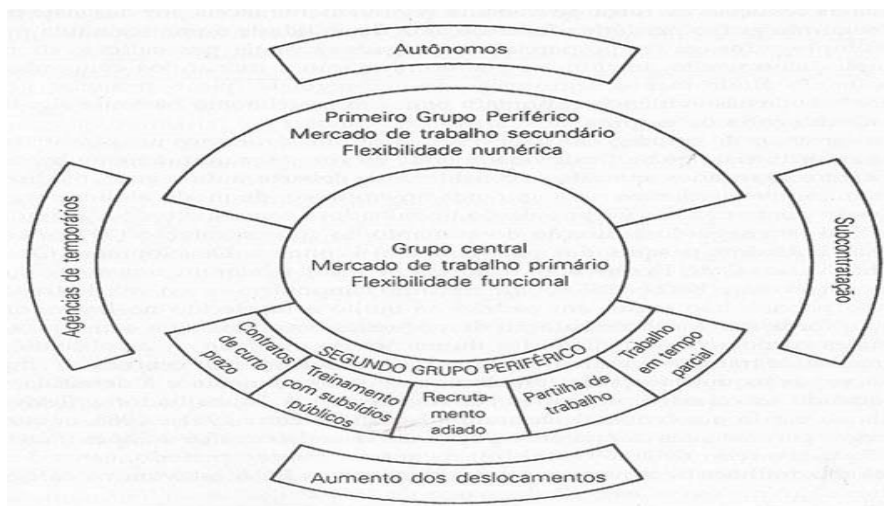 Autônomos
Primeiro Grupo Periférico
Mercado de trabalho secundário
Flexibilidade numérica
Agências de temporários
Subcontratação
Grupo central
Mercado de trabalho primário
Flexibilidade funcional
SEGUNDO GRUPO PERIFÉRICO
Contratos
de curto
prazo
Treinamento
com subsídios
públicos
Recruta-
mento
adiado
Partilha de
trabalho
Trabalho
em tempo
parcial
Aumento dos deslocamentos